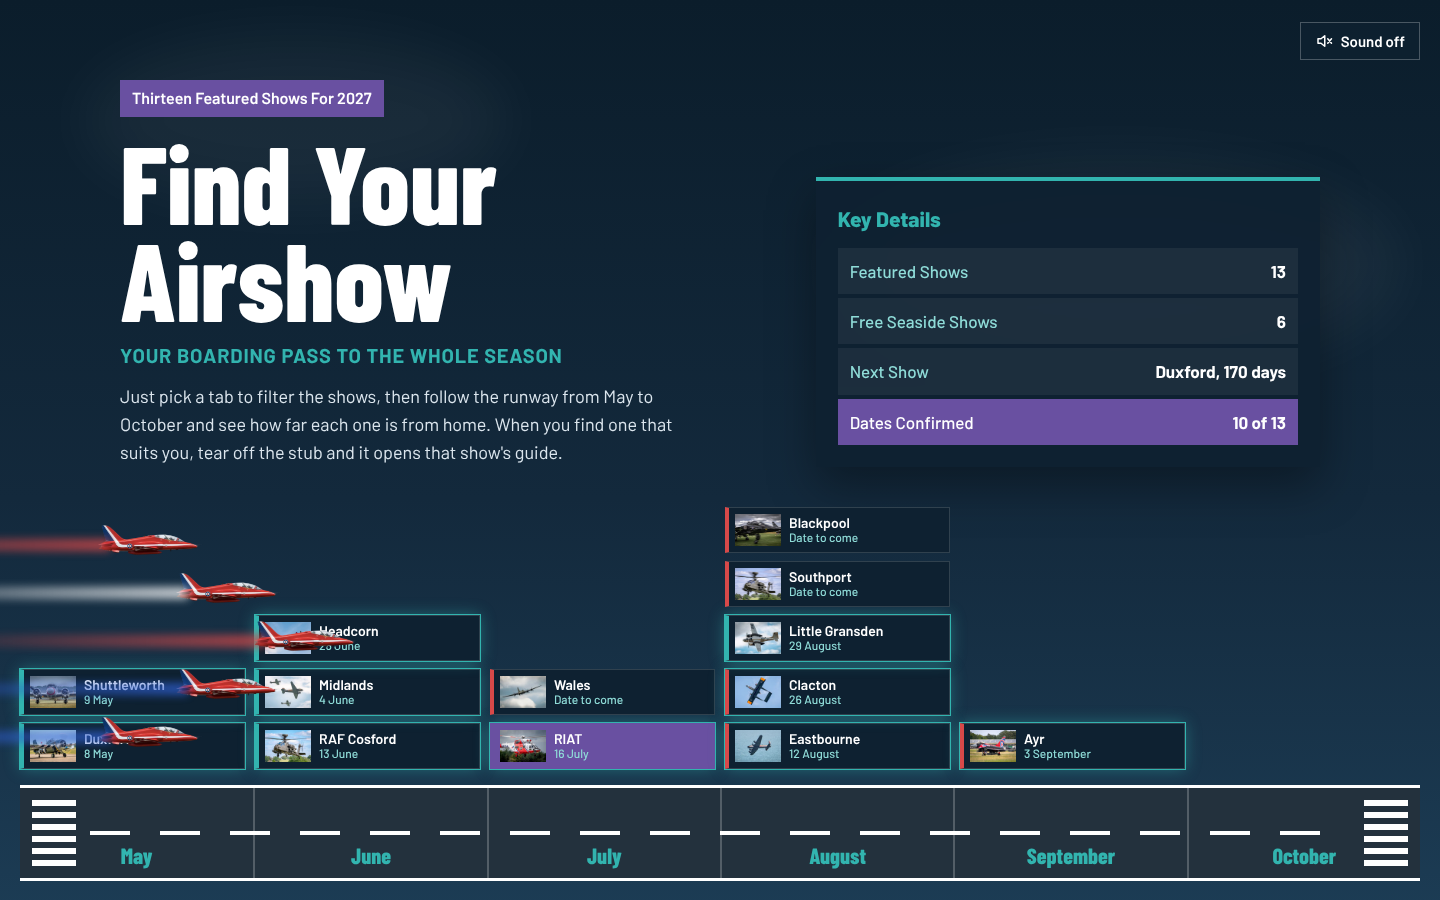 Sound off
Thirteen Featured Shows For 2027
Find Your
Airshow
YOUR BOARDING PASS TO THE WHOLE SEASON
Just pick a tab to filter the shows, then follow the runway from May to
October and see how far each one is from home. When you find one that
suits you, tear off the stub and it opens that show's guide.
Key Details
Featured Shows 13
Free Seaside Shows 6
Next Show Duxford, 170 days
Dates Confirmed 10 of 13
Blackpool
Date to come
Southport
Date to come
Headcorn
June
Little Gransden
29 August
Shuttleworth
9 May
Midlands
4 June
Wales
Date to come
Clacton
26 August
8 May
RAF Cosford
13 June
RIAT
16 July
Eastbourne
12 August
Ayr
3 September
May
June
July
August
September
October